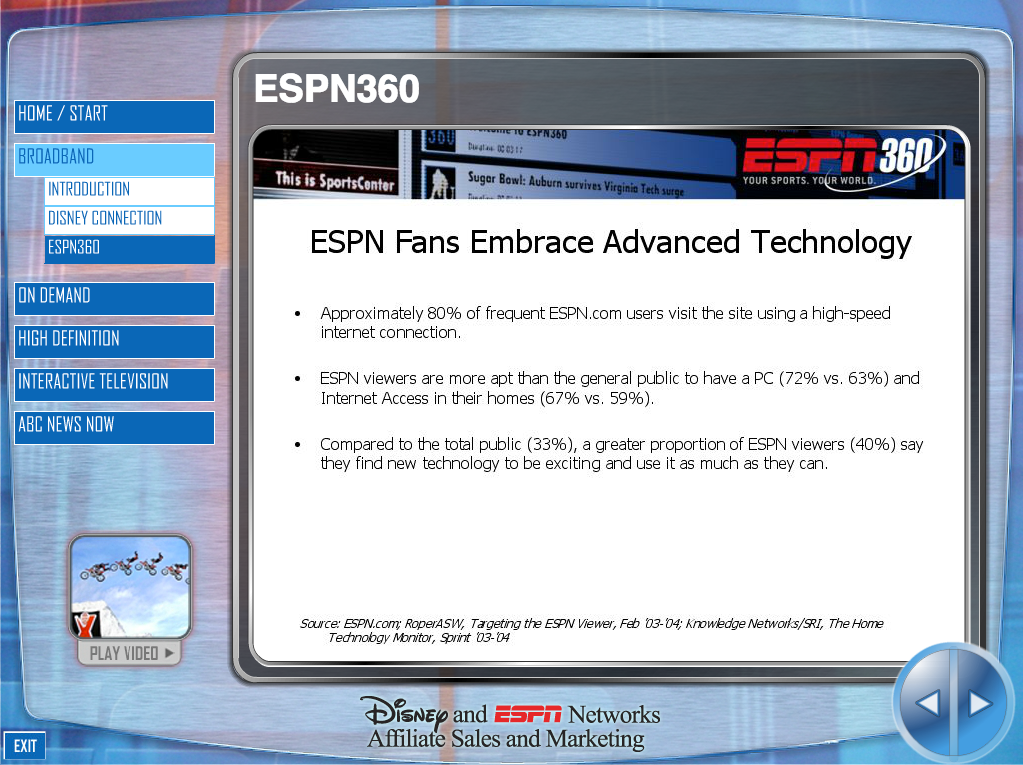 ESPN360
HOME / START
BROADBAND
INTRODUCTION
DISNEY CONNECTION
ESPN360
ON DEMAND
HIGH DEFINITION
INTERACTIVE TELEVISION
ABC NEWS NOW
PLAY VIDEO
EXIT
360
Welcome to ESPN360
Duration: 00:03:17
This is SportsCenter
Sugar Bowl: Auburn survives Virginia Tech surge
ESPN360
YOUR SPORTS. YOUR WORLD.
ESPN Fans Embrace Advanced Technology
• Approximately 80% of frequent ESPN.com users visit the site using a high-speed
internet connection.
• ESPN viewers are more apt than the general public to have a PC (72% vs. 63%) and
Internet Access in their homes (67% vs. 59%).
• Compared to the total public (33%), a greater proportion of ESPN viewers (40%) say
they find new technology to be exciting and use it as much as they can.
Source: ESPN.com; RoperASW, Targeting the ESPN Viewer, Feb '03-'04; Knowledge Networks/SRI, The Home
Technology Monitor, Sprint '03-'04
Disney and ESPN Networks
Affiliate Sales and Marketing